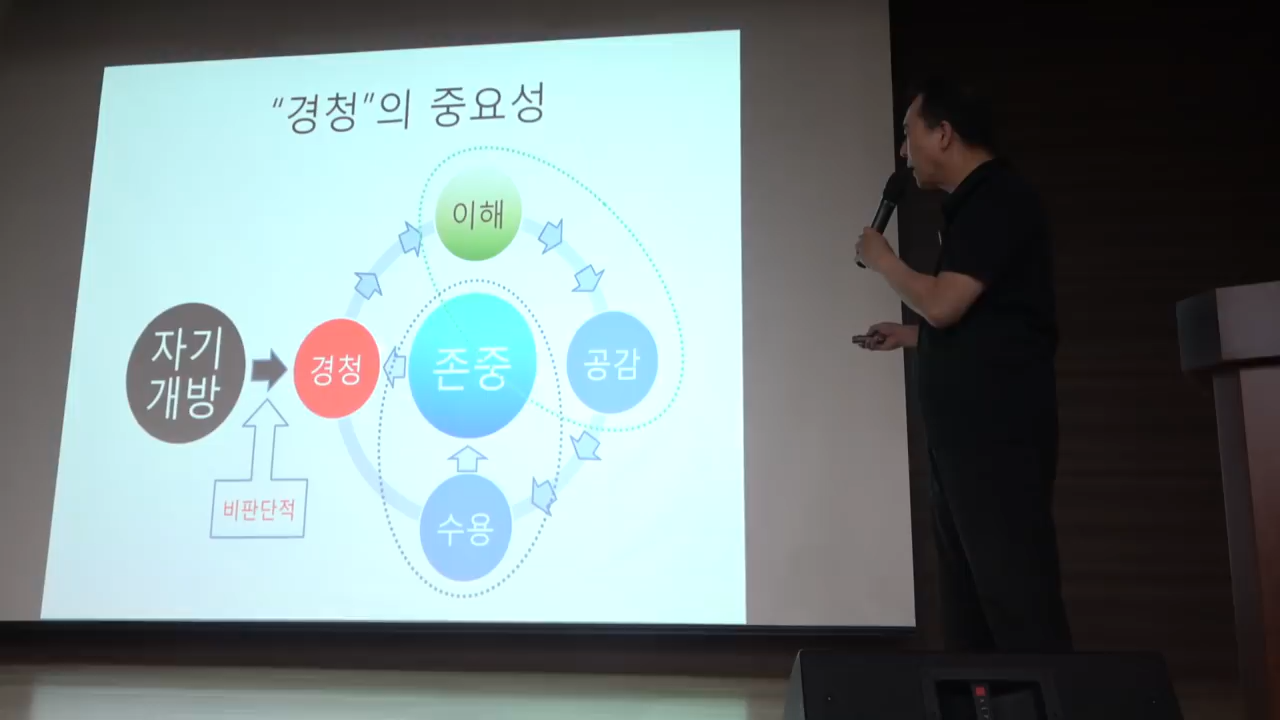 “경청”의 중요성
이해
자기
개방
경청
존중
공감
비판단적
수용